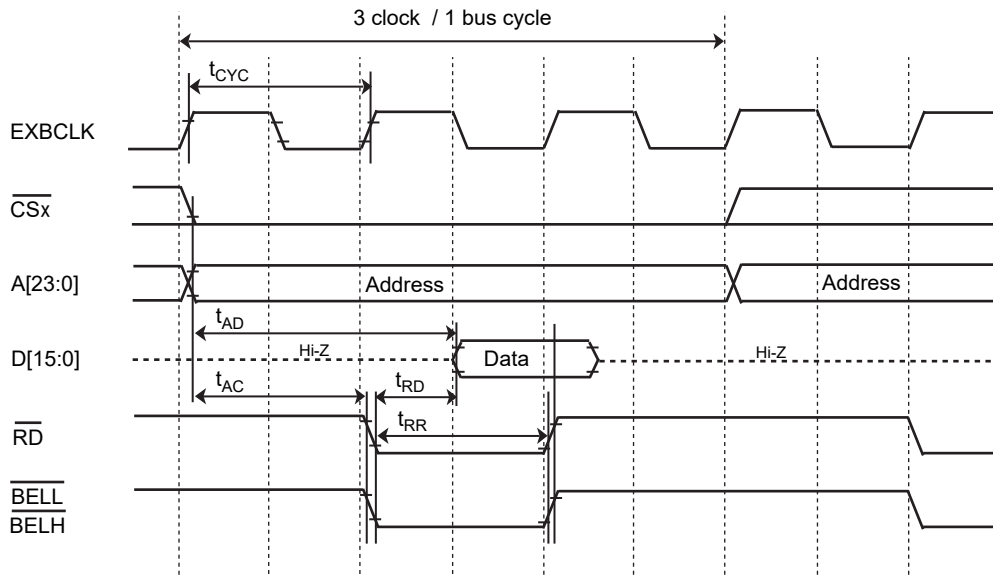 3 clock / 1 bus cycle
tCYC
EXBCLK
CSx
A[23:0]
Address
Address
tAD
D[15:0]
Hi-Z
Data
Hi-Z
tAC
tRD
RD
tRR
BELL
BELH